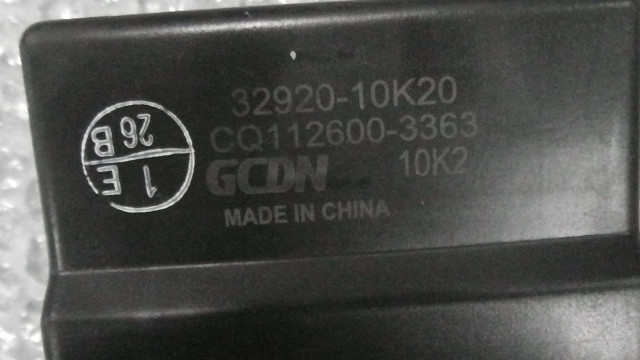 32920-10K20
CQ112600-3363
GCDN 10K2
MADE IN CHINA
1 E
26 B